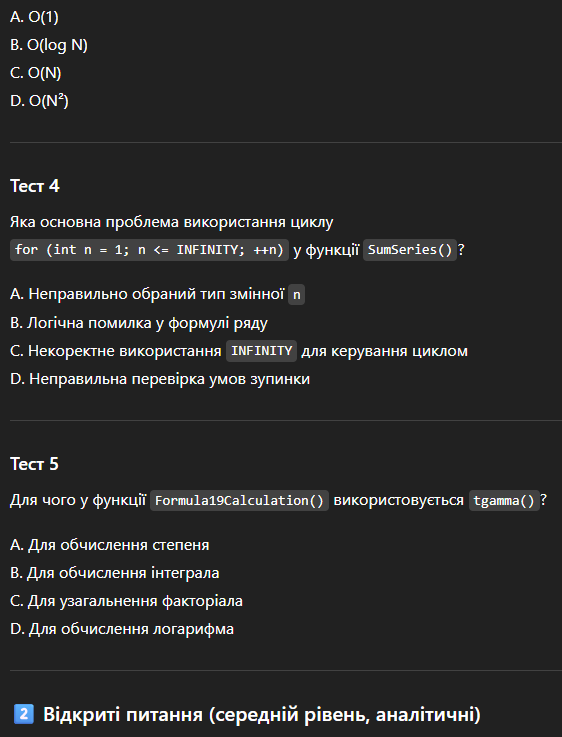 A. O(1)
B. O(log N)
C. O(N)
D. O(N²)
Тест 4
Яка основна проблема використання циклу
for (int n = 1; n <= INFINITY; ++n) у функції SumSeries()?
A. Неправильно обраний тип змінної n
B. Логічна помилка у формулі ряду
C. Некоректне використання INFINITY для керування циклом
D. Неправильна перевірка умов зупинки
Тест 5
Для чого у функції Formula19Calculation() використовується tgamma()?
A. Для обчислення степеня
B. Для обчислення інтеграла
C. Для узагальнення факторіала
D. Для обчислення логарифма
2️⃣ Відкриті питання (середній рівень, аналітичні)